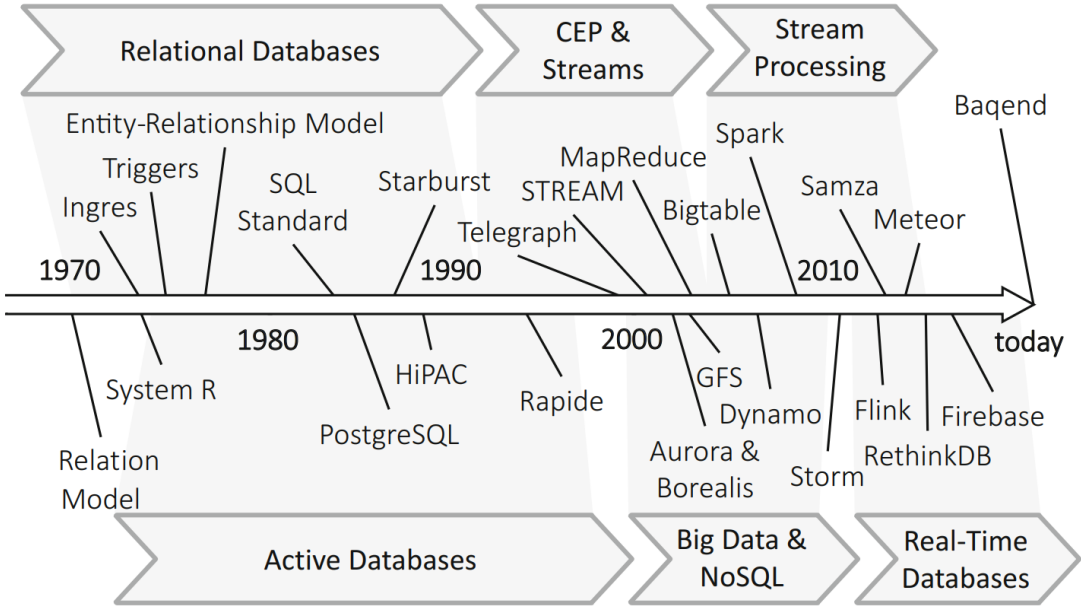 Relational Databases
CEP &
Streams
Stream
Processing
Entity-Relationship Model
Triggers
Ingres
SQL
Standard
Starburst
Telegraph
STREAM
MapReduce
Bigtable
Spark
Samza
Meteor
Baqend
1970
1990
2010
1980
2000
today
Relation
Model
System R
PostgreSQL
HiPAC
Rapide
GFS
Dynamo
Aurora &
Borealis
Storm
Flink
RethinkDB
Firebase
Active Databases
Big Data &
NoSQL
Real-Time
Databases